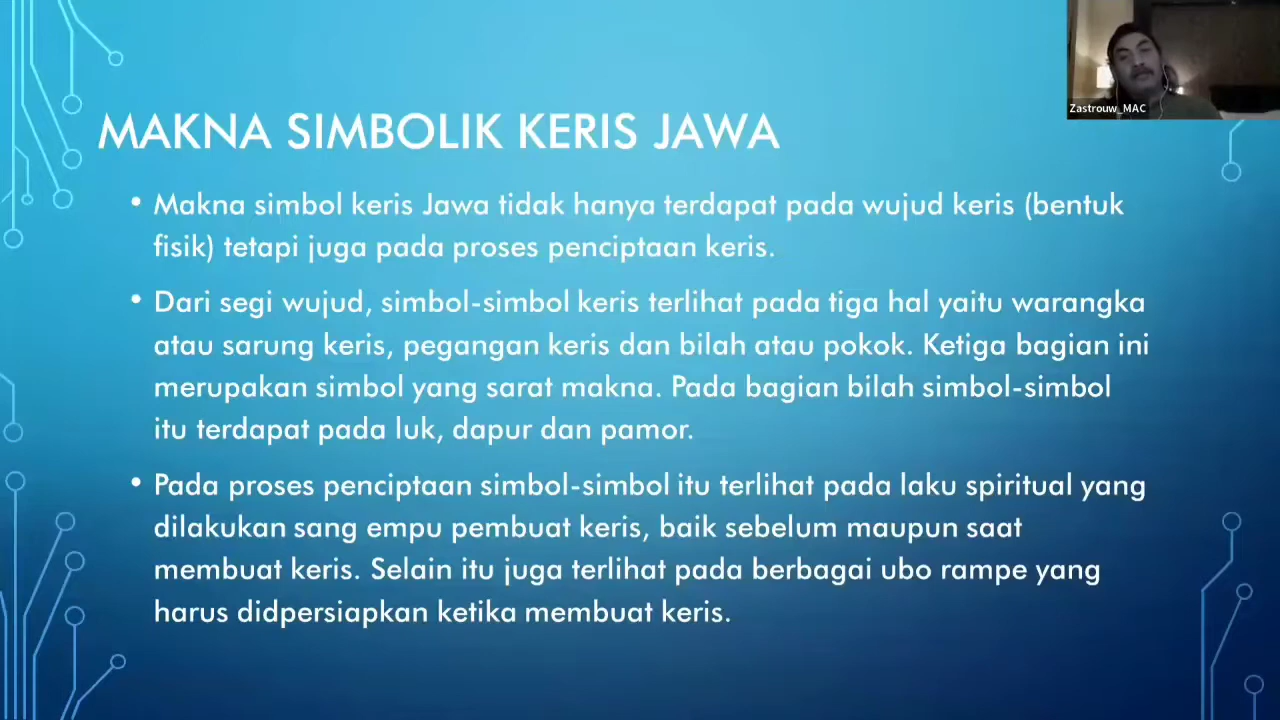 Zastrouw_MAC
MAKNA SIMBOLIK KERIS JAWA
• Makna simbol keris Jawa tidak hanya terdapat pada wujud keris (bentuk
fisik) tetapi juga pada proses penciptaan keris.
• Dari segi wujud, simbol-simbol keris terlihat pada tiga hal yaitu warangka
atau sarung keris, pegangan keris dan bilah atau pokok. Ketiga bagian ini
merupakan simbol yang sarat makna. Pada bagian bilah simbol-simbol
itu terdapat pada luk, dapur dan pamor.
• Pada proses penciptaan simbol-simbol itu terlihat pada laku spiritual yang
dilakukan sang empu pembuat keris, baik sebelum maupun saat
membuat keris. Selain itu juga terlihat pada berbagai ubo rampe yang
harus didpersiapkan ketika membuat keris.